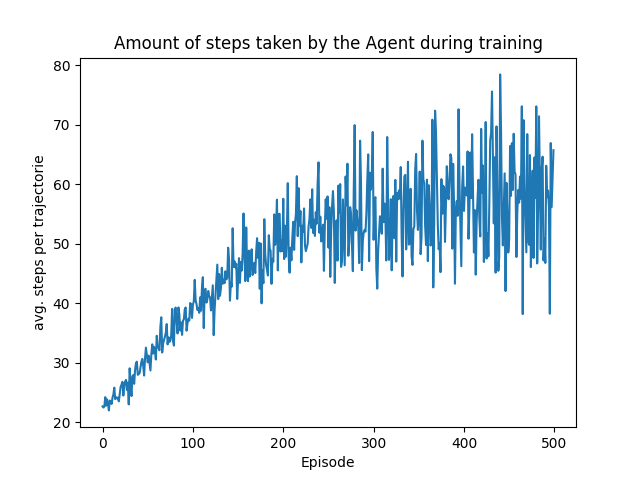 Amount of steps taken by the Agent during training
80
70
60
50
40
30
20
avg. steps per trajectorie
0 100 200 300 400 500
Episode